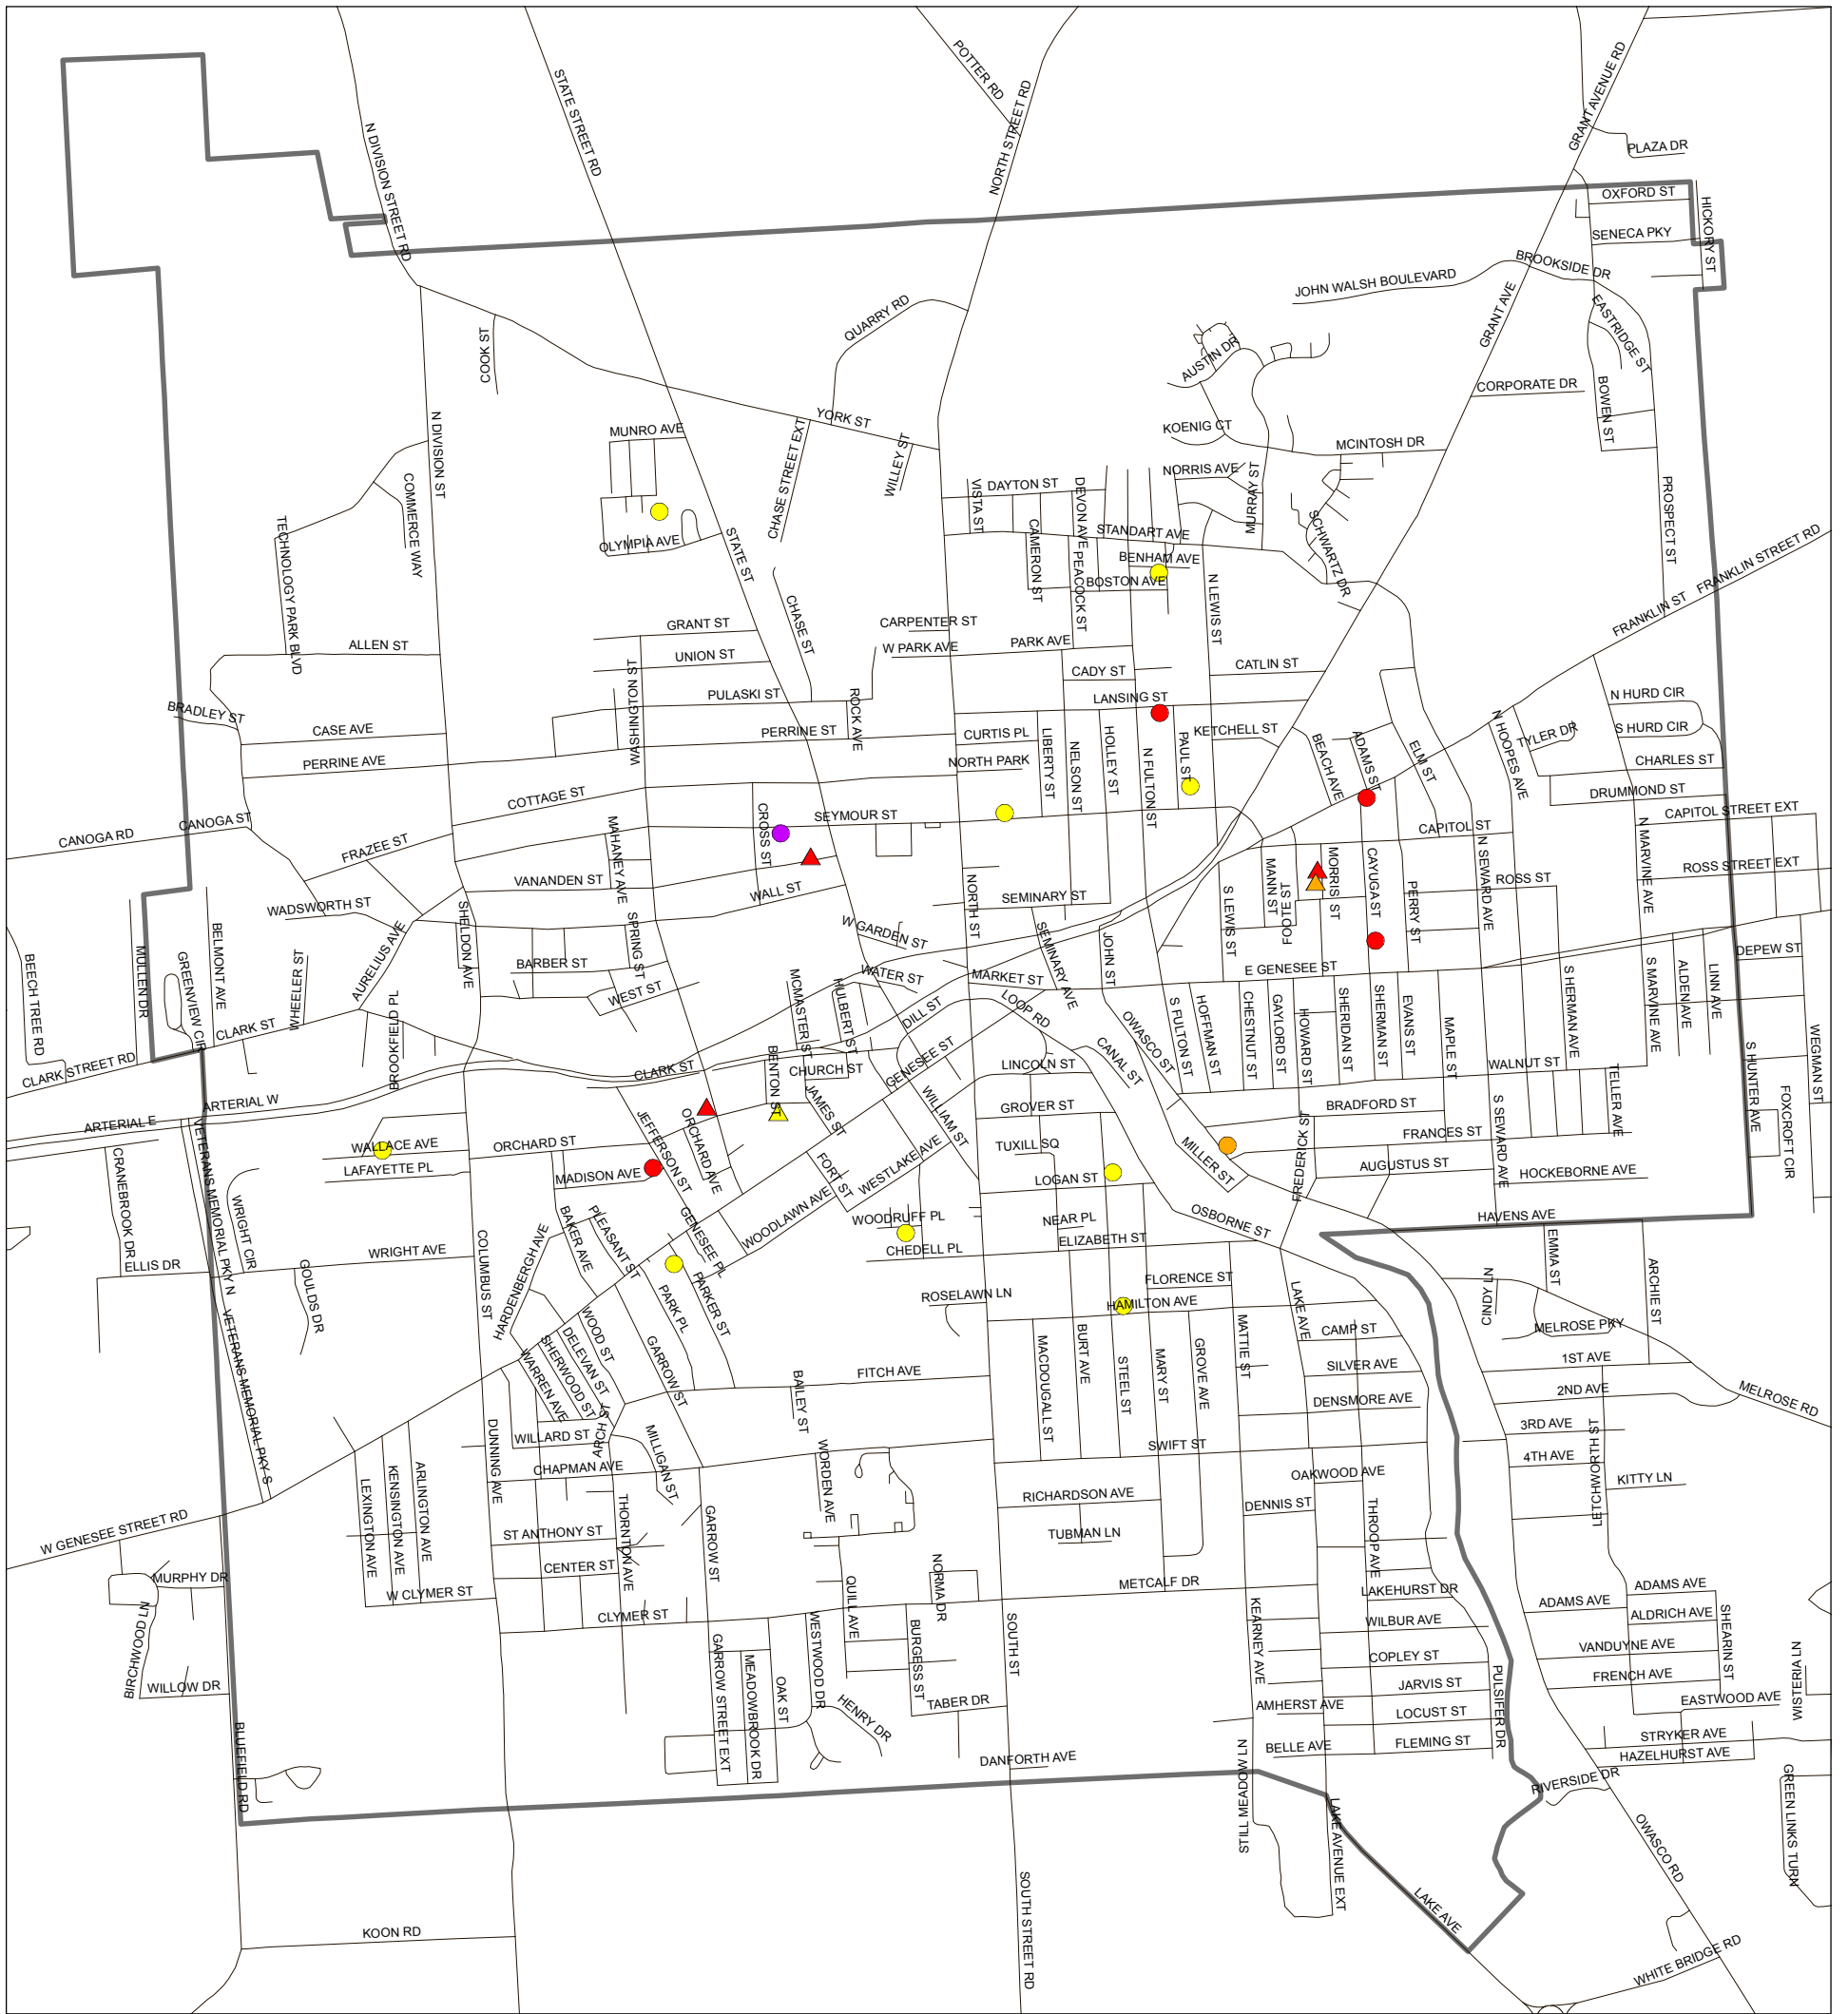 POTTER RD
STATE STREET RD
NORTH STREET RD
GRANT AVENUE RD
N DIVISION STREET RD
PLAZA DR
OXFORD ST
HICKORY ST
SENECA PKY
BROOKSIDE DR
JOHN WALSH BOULEVARD
QUARRY RD
GRANT AVE
EASTRIDGE ST
COOK ST
AUSTIN DR
CORPORATE DR
BOWEN ST
YORK ST
N DIVISION ST
MUNRO AVE
CHASE STREET EXT
WILLEY ST
KOENIG CT
MCINTOSH DR
COMMERCE WAY
NORRIS AVE
MURRAY ST
DAYTON ST
VISTA ST
DEVON AVE
PROSPECT ST
TECHNOLOGY PARK BLVD
OLYMPIA AVE
STATE ST
CAMERON ST
STANDART AVE
SCHWARTZ DR
FRANKLIN STREET RD
PEACOCK ST
BENHAM AVE
BOSTON AVE
N LEWIS ST
FRANKLIN ST
CHASE ST
GRANT ST
CARPENTER ST
ALLEN ST
UNION ST
W PARK AVE
PARK AVE
CADY ST
CATLIN ST
WASHINGTON ST
PULASKI ST
ROCK AVE
LANSING ST
N HURD CIR
BRADLEY ST
CASE AVE
PERRINE ST
CURTIS PL
LIBERTY ST
NELSON ST
HOLLEY ST
N FULTON ST
PAUL ST
KETCHELL ST
BEACH AVE
ADAMS ST
ELM ST
N HOOPES AVE
TYLER DR
S HURD CIR
PERRINE AVE
NORTH PARK
CHARLES ST
COTTAGE ST
DRUMMOND ST
CANOGA RD
CANOGA ST
FRAZEE ST
MAHANEY AVE
CROSS ST
SEYMOUR ST
CAPITOL ST
N SEWARD AVE
N MARVINE AVE
CAPITOL STREET EXT
VANANDEN ST
WALL ST
NORTH ST
SEMINARY ST
S LEWIS ST
MANN ST
FOOTE ST
MORRIS ST
CAYUGA ST
PERRY ST
ROSS ST
ROSS STREET EXT
WADSWORTH ST
SHELDON AVE
SPRING ST
W GARDEN ST
SEMINARY AVE
JOHN ST
BEECH TREE RD
MULLEN DR
GREENVIEW CIR
BELMONT AVE
WHEELER ST
AURELIUS AVE
BARBER ST
WEST ST
WATER ST
MARKET ST
E GENESEE ST
S SHERMAN AVE
S MARVINE AVE
ALDEN AVE
LINN AVE
DEPEW ST
CLARK STREET RD
CLARK ST
BROOKFIELD PL
MCMASTER ST
HULBERT ST
DILL ST
LOOP RD
OWASCO ST
S FULTON ST
HOFFMAN ST
CHESTNUT ST
GAYLORD ST
HOWARD ST
SHERIDAN ST
SHERMAN ST
EVANS ST
MAPLE ST
WALNUT ST
TELLER AVE
S HUNTER AVE
WEGMAN ST
FOXCROFT CIR
CLARK ST
BENTON ST
CHURCH ST
GENESEE ST
LINCOLN ST
CANAL ST
ARTERIAL E
ARTERIAL W
JAMES ST
WILLIAM ST
GROVER ST
BRADFORD ST
S SEWARD AVE
CRANEBROOK DR
VETERANS MEMORIAL PKY N
WALLACE AVE
LAFAYETTE PL
ORCHARD ST
JEFFERSON ST
ORCHARD AVE
MADISON AVE
FORT ST
WESTLAKE AVE
TUXILL SQ
LOGAN ST
MILLER ST
FREDERICK ST
FRANCES ST
AUGUSTUS ST
HOCKEBORNE AVE
WRIGHT CIR
ELLIS DR
WRIGHT AVE
GOULDS DR
COLUMBUS ST
HARDENBERGH AVE
BAKER AVE
PLEASANT ST
GENESEE PL
WOODLAWN AVE
WOODRUFF PL
CHEDELL PL
NEAR PL
ELIZABETH ST
OSBORNE ST
HAVENS AVE
EMMA ST
ARCHIE ST
VETERANS MEMORIAL PKY S
PARK PL
PARKER ST
ROSELAWN LN
FLORENCE ST
HAMILTON AVE
LAKE AVE
CINDY LN
MELROSE PKY
WOOD ST
DELEVAN ST
SHERWOOD ST
WARREN AVE
GARROW ST
MACDOUGALL ST
BURT AVE
STEEL ST
MARY ST
GROVE AVE
MATTIE ST
CAMP ST
SILVER AVE
1ST AVE
FITCH AVE
BAILEY ST
DENSMORE AVE
2ND AVE
MELROSE RD
DUNNING AVE
WILLARD ST
ARCH ST
MILLIGAN ST
WORDEN AVE
SWIFT ST
3RD AVE
4TH AVE
LETCHWORTH ST
KITTY LN
LEXINGTON AVE
KENSINGTON AVE
ARLINGTON AVE
CHAPMAN AVE
THORNTON AVE
GARROW ST
RICHARDSON AVE
OAKWOOD AVE
DENNIS ST
THROOP AVE
W GENESEE STREET RD
ST ANTHONY ST
TUBMAN LN
MURPHY DR
CENTER ST
W CLYMER ST
CLYMER ST
QUILL AVE
NORMA DR
METCALF DR
LAKEHURST DR
ADAMS AVE
ADAMS AVE
ALDRICH AVE
SHEARIN ST
BIRCHWOOD LN
WILLOW DR
GARROW STREET EXT
MEADOWBROOK DR
OAK ST
WESTWOOD DR
HENRY DR
BURGESS ST
TABER DR
SOUTH ST
KEARNEY AVE
WILBUR AVE
COPLEY ST
JARVIS ST
PULSIFER DR
VANDUYNE AVE
FRENCH AVE
EASTWOOD AVE
WISTERIA LN
AMHERST AVE
LOCUST ST
FLEMING ST
BELLE AVE
STRYKER AVE
HAZELHURST AVE
DANFORTH AVE
BLUEFIELD RD
STILL MEADOW LN
LAKE AVENUE EXT
RIVERSIDE DR
OWASCO RD
GREEN LINKS TURN
SOUTH STREET RD
LAKE AVE
KOON RD
WHITE BRIDGE RD